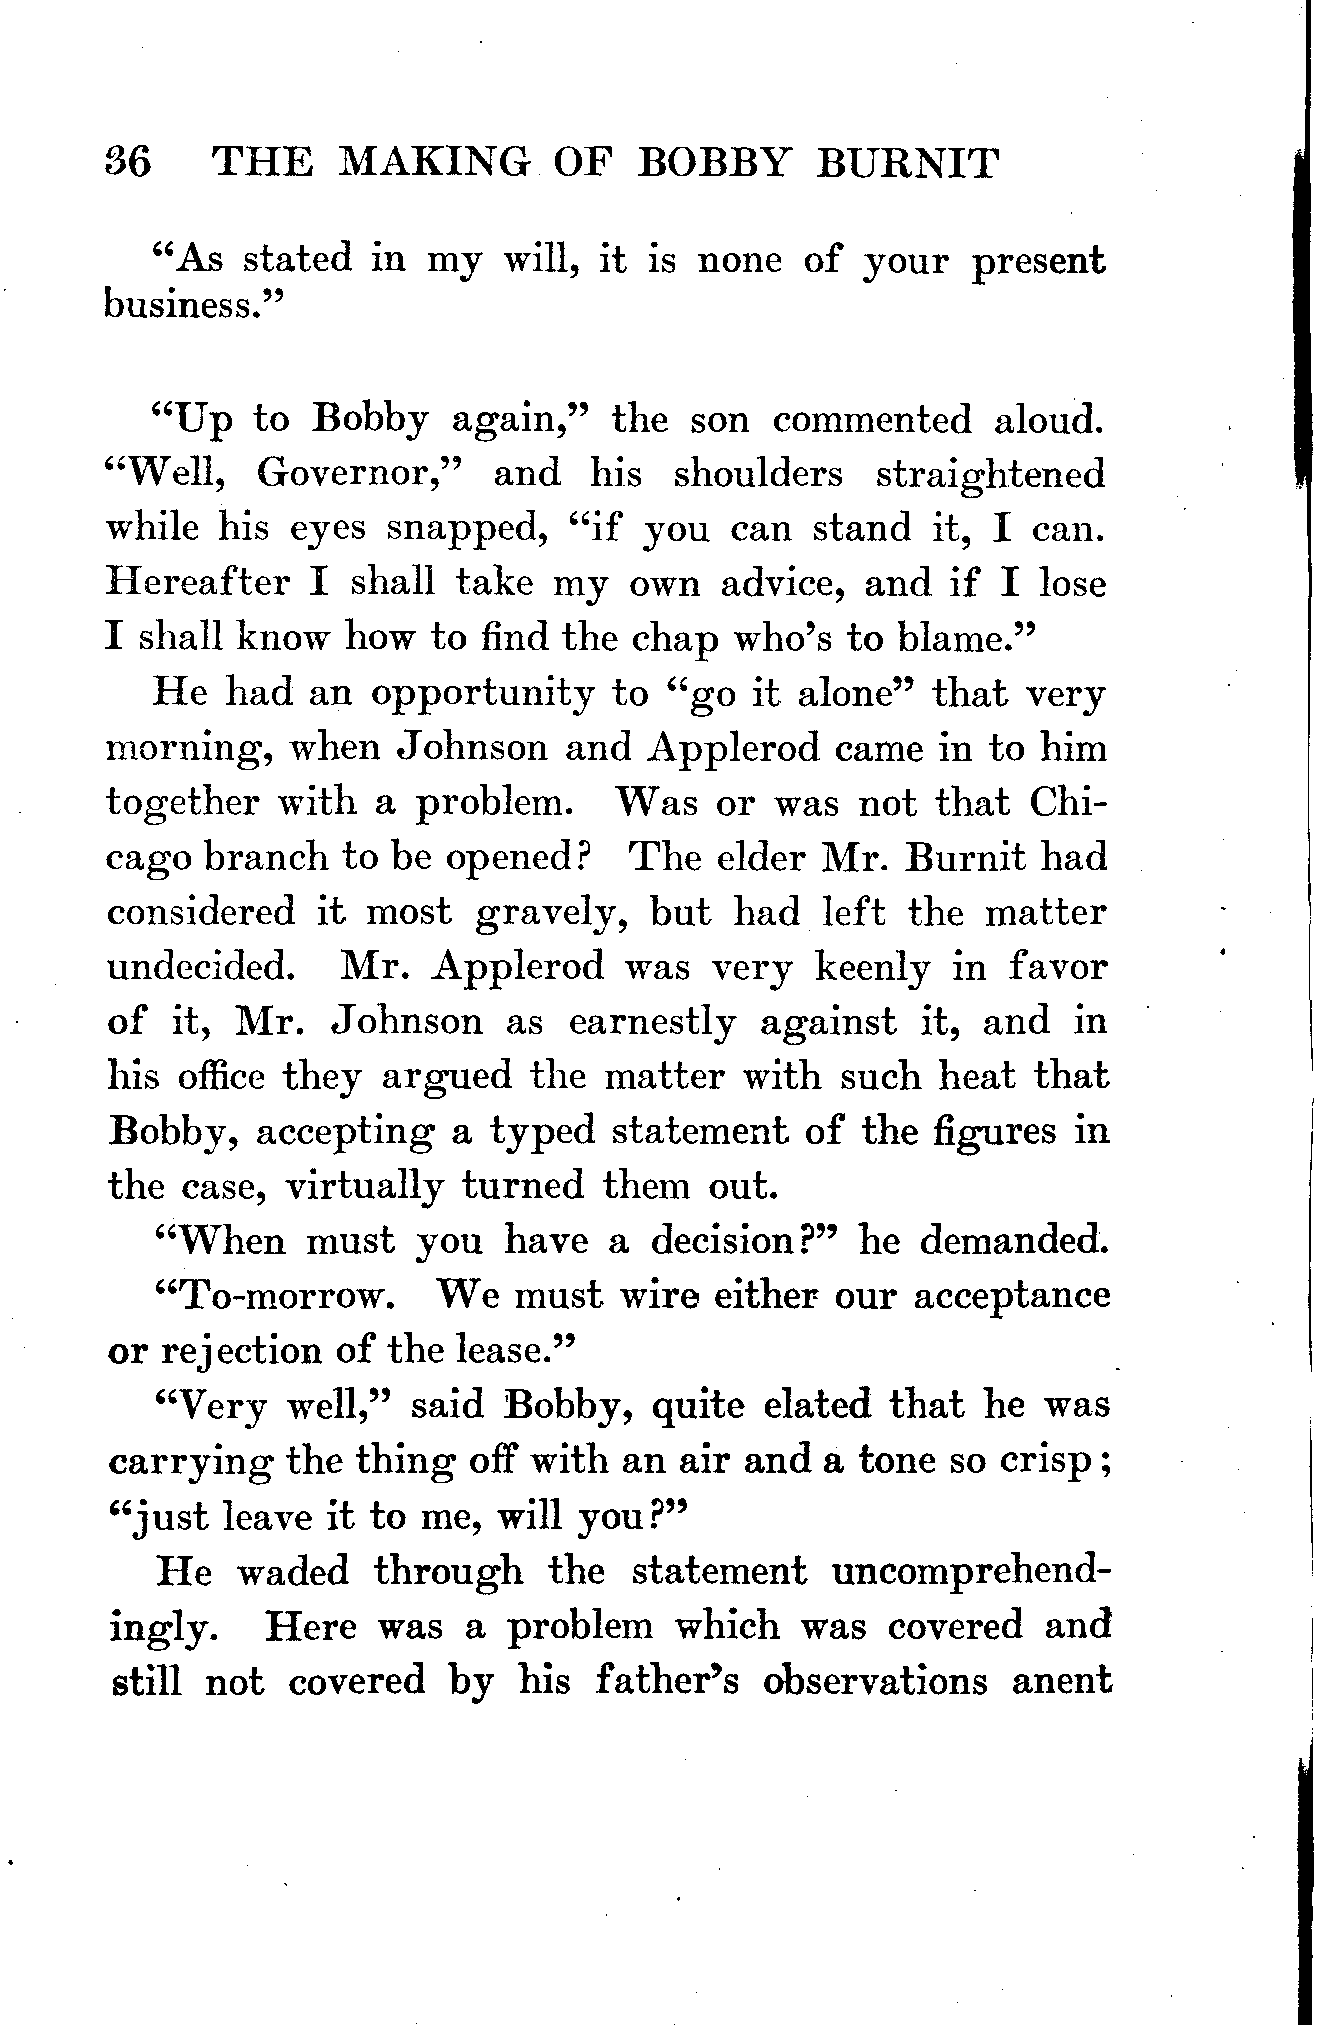 36 THE MAKING OF BOBBY BURNIT
"As stated in my will, it is none of your present
business."
"Up to Bobby again," the son commented aloud.
"Well, Governor," and his shoulders straightened
while his eyes snapped, "if you can stand it, I can.
Hereafter I shall take my own advice, and if I lose
I shall know how to find the chap who's to blame."
He had an opportunity to "go it alone" that very
morning, when Johnson and Applerod came in to him
together with a problem. Was or was not that Chi-
cago branch to be opened? The elder Mr. Burnit had
considered it most gravely, but had left the matter
undecided. Mr. Applerod was very keenly in favor
of it, Mr. Johnson as earnestly against it, and in
his office they argued the matter with such heat that
Bobby, accepting a typed statement of the figures in
the case, virtually turned them out.
"When must you have a decision?" he demanded.
"To-morrow. We must wire either our acceptance
or rejection of the lease."
"Very well," said Bobby, quite elated that he was
carrying the thing off with an air and a tone so crisp;
"just leave it to me, will you?"
He waded through the statement uncomprehend-
ingly. Here was a problem which was covered and
still not covered by his father's observations anent